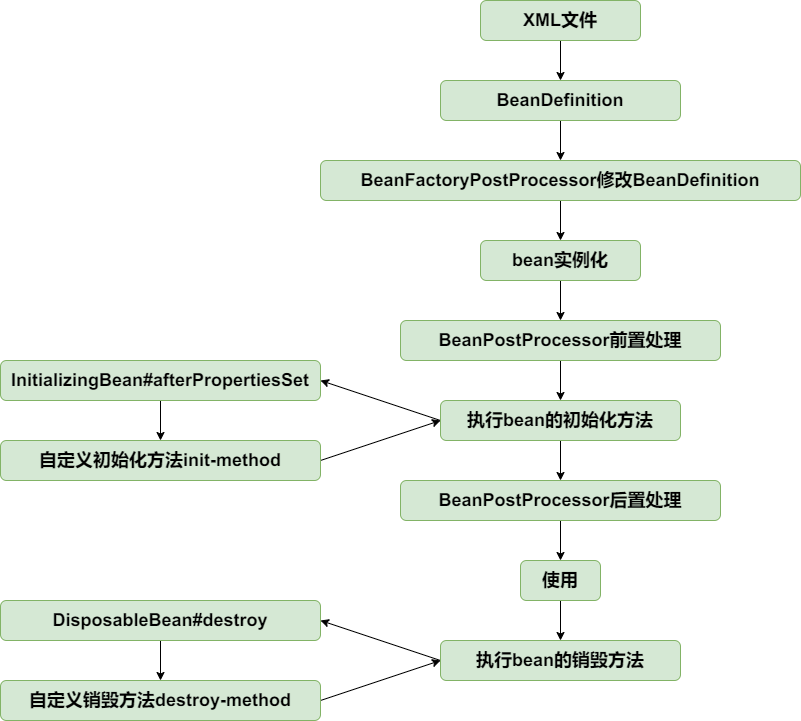 XML文件
BeanDefinition
BeanFactoryPostProcessor修改BeanDefinition
bean实例化
BeanPostProcessor前置处理
InitializingBean#afterPropertiesSet
执行bean的初始化方法
自定义初始化方法init-method
BeanPostProcessor后置处理
使用
DisposableBean#destroy
执行bean的销毁方法
自定义销毁方法destroy-method